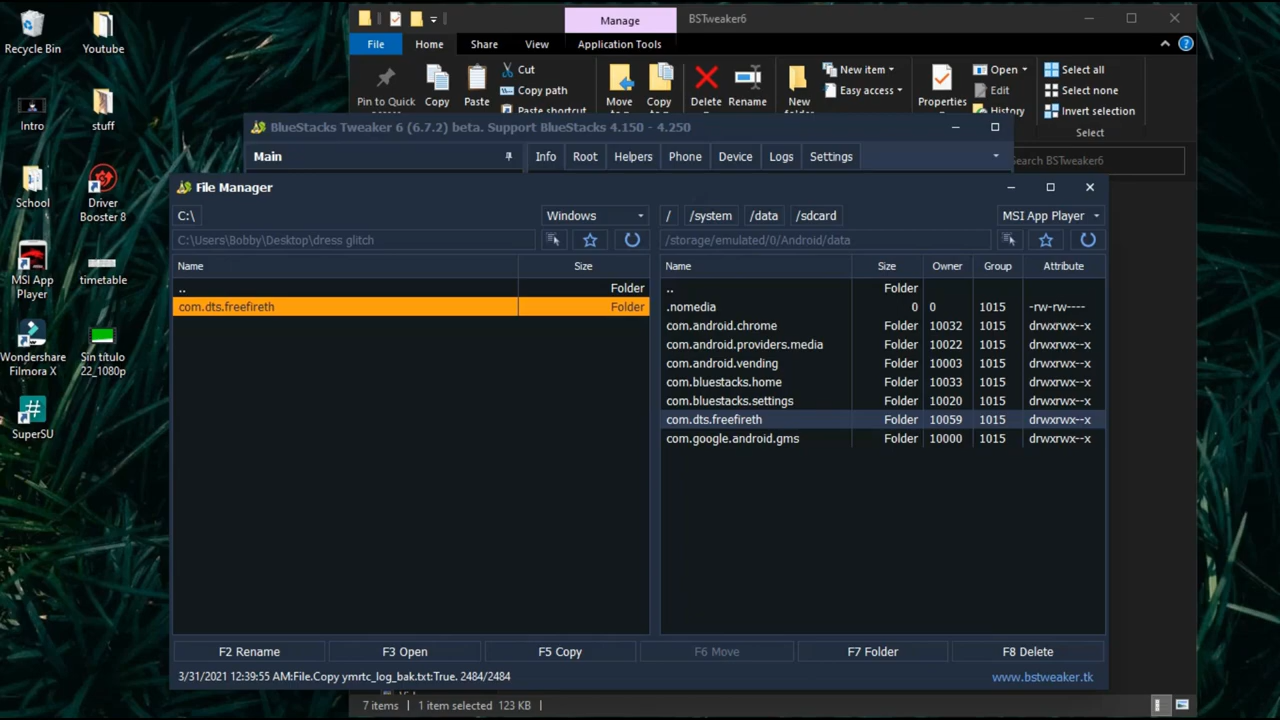 Recycle Bin
Youtube
Intro
stuff
School
Driver
Booster 8
MSI App
Player
timetable
Wondershare
Filmora X
Sin título
22_1080p
SuperSU
Manage
BSTweaker6
File
Home
Share
View
Application Tools
Pin to Quick
Copy
Paste
Cut
Copy path
Paste shortcut
Move
Copy
Delete
Rename
New
New item
Easy access
Properties
Open
Edit
History
Select all
Select none
Invert selection
Select
Search BSTweaker6
BlueStacks Tweaker 6 (6.7.2) beta. Support BlueStacks 4.150 - 4.250
Main
Info
Root
Helpers
Phone
Device
Logs
Settings
File Manager
C:\
Windows
/
/system
/data
/sdcard
MSI App Player
C:\Users\Bobby\Desktop\dress glitch
/storage/emulated/0/Android/data
Name Size
.. Folder
com.dts.freefireth Folder
Name Size Owner Group Attribute
.. Folder
.nomedia 0 0 1015 -rw-rw----
com.android.chrome Folder 10032 1015 drwxrwx--x
com.android.providers.media Folder 10022 1015 drwxrwx--x
com.android.vending Folder 10003 1015 drwxrwx--x
com.bluestacks.home Folder 10033 1015 drwxrwx--x
com.bluestacks.settings Folder 10020 1015 drwxrwx--x
com.dts.freefireth Folder 10059 1015 drwxrwx--x
com.google.android.gms Folder 10000 1015 drwxrwx--x
F2 Rename
F3 Open
F5 Copy
F6 Move
F7 Folder
F8 Delete
3/31/2021 12:39:55 AM:File.Copy ymrtc_log_bak.txt:True. 2484/2484
www.bstweaker.tk
7 items
1 item selected 123 KB